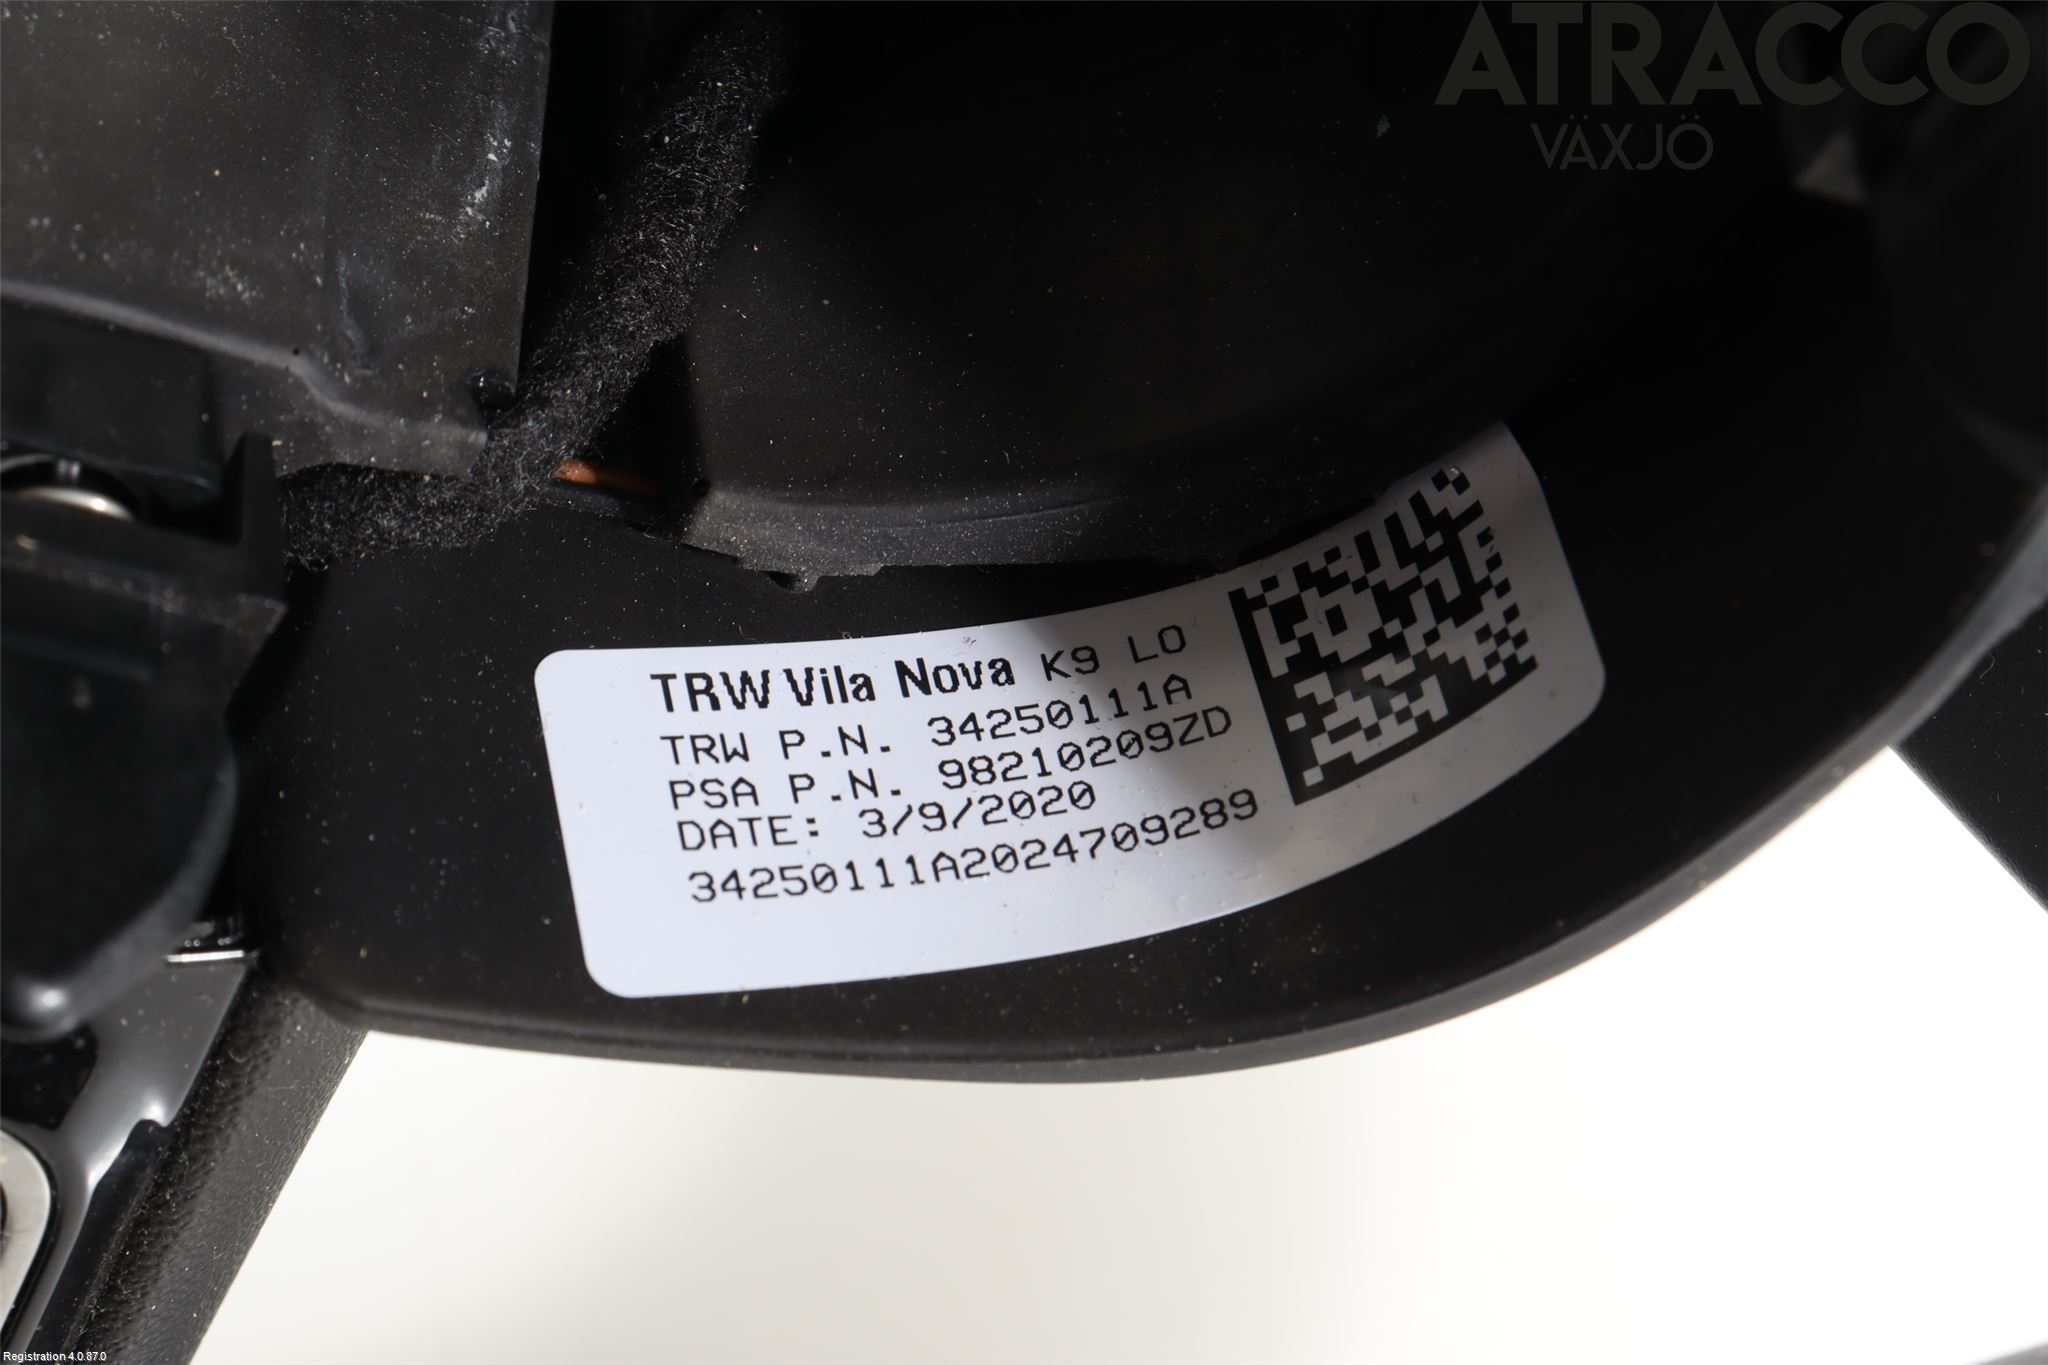 ATRACCO
VÄXJÖ
TRW Vila Nova K9 LO
TRW P.N. 34250111A
PSA P.N. 98210209ZD
DATE: 3/9/2020
34250111A2024709289
Registration 4.0.87.0